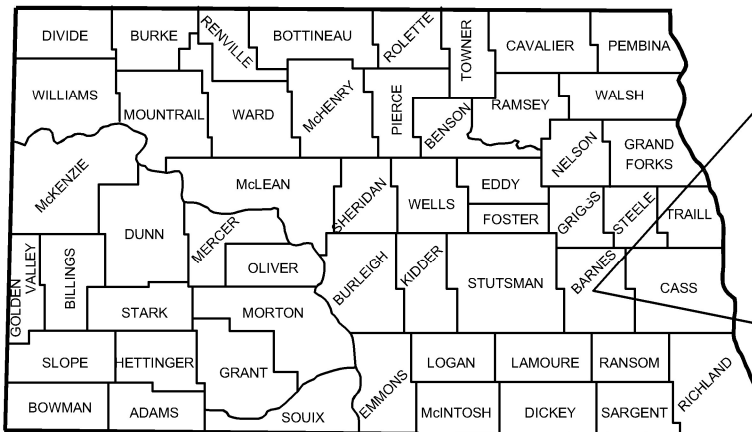 DIVIDE
BURKE
RENVILLE
BOTTINEAU
ROLETTE
TOWNER
CAVALIER
PEMBINA
WILLIAMS
MOUNTRAIL
WARD
McHENRY
PIERCE
BENSON
RAMSEY
WALSH
NELSON
GRAND
FORKS
McKENZIE
DUNN
McLEAN
MERCER
OLIVER
SHERIDAN
WELLS
EDDY
FOSTER
GRIGGS
STEELE
TRAILL
GOLDEN
VALLEY
BILLINGS
STARK
MORTON
BURLEIGH
KIDDER
STUTSMAN
BARNES
CASS
SLOPE
HETTINGER
GRANT
EMMONS
LOGAN
LAMOURE
RANSOM
RICHLAND
BOWMAN
ADAMS
SOUIX
McINTOSH
DICKEY
SARGENT